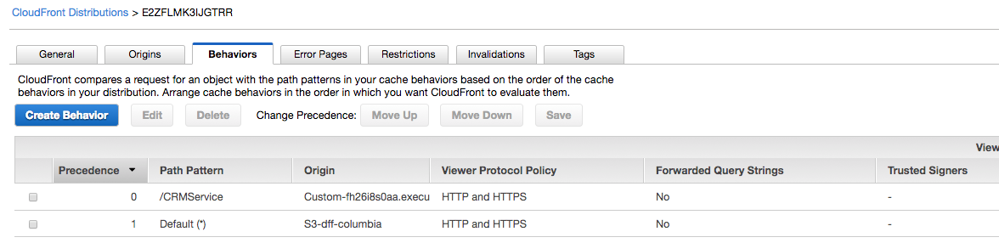 CloudFront Distributions > E2ZFLMK3IJGTRR
General Origins Behaviors Error Pages Restrictions Invalidations Tags
CloudFront compares a request for an object with the path patterns in your cache behaviors based on the order of the cache
behaviors in your distribution. Arrange cache behaviors in the order in which you want CloudFront to evaluate them.
Create Behavior Edit Delete Change Precedence: Move Up Move Down Save
View
Precedence Path Pattern Origin Viewer Protocol Policy Forwarded Query Strings Trusted Signers
0 /CRMService Custom-fh26i8s0aa.execu HTTP and HTTPS No -
1 Default (*) S3-dff-columbia HTTP and HTTPS No -